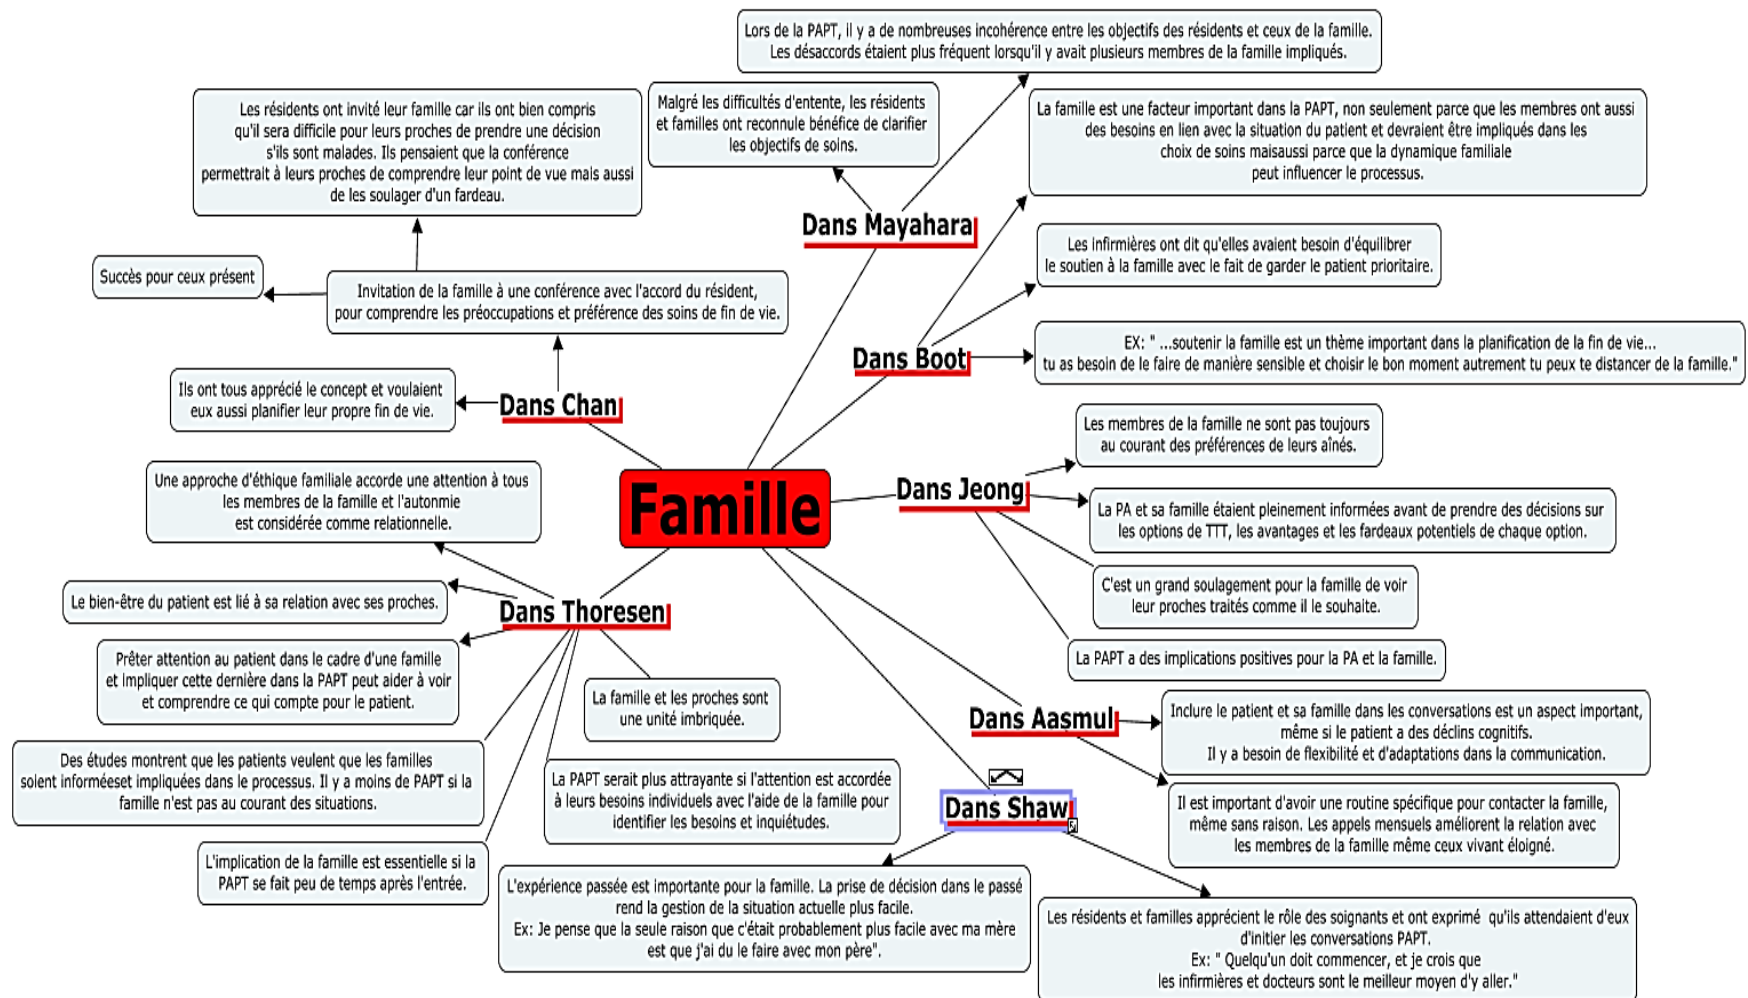 Lors de la PAPT, il y a de nombreuses incohérence entre les objectifs des résidents et ceux de la famille.
Les désaccords étaient plus fréquent lorsqu'il y avait plusieurs membres de la famille impliqués.
Malgré les difficultés d'entente, les résidents
et familles ont reconnule bénéfice de clarifier
les objectifs de soins.
Dans Mayahara
Les résidents ont invité leur famille car ils ont bien compris
qu'il sera difficile pour leurs proches de prendre une décision
s'ils sont malades. Ils pensaient que la conférence
permettrait à leurs proches de comprendre leur point de vue mais aussi
de les soulager d'un fardeau.
Succès pour ceux présent
Invitation de la famille à une conférence avec l'accord du résident,
pour comprendre les préoccupations et préférence des soins de fin de vie.
Ils ont tous apprécié le concept et voulaient
eux aussi planifier leur propre fin de vie.
Dans Chan
La famille est une facteur important dans la PAPT, non seulement parce que les membres ont aussi
des besoins en lien avec la situation du patient et devraient être impliqués dans les
choix de soins maisaussi parce que la dynamique familiale
peut influencer le processus.
Les infirmières ont dit qu'elles avaient besoin d'équilibrer
le soutien à la famille avec le fait de garder le patient prioritaire.
Dans Boot
EX: " ...soutenir la famille est un thème important dans la planification de la fin de vie...
tu as besoin de le faire de manière sensible et choisir le bon moment autrement tu peux te distancer de la famille."
Famille
Dans Jeong
Les membres de la famille ne sont pas toujours
au courant des préférences de leurs aînés.
La PA et sa famille étaient pleinement informées avant de prendre des décisions sur
les options de TTT, les avantages et les fardeaux potentiels de chaque option.
C'est un grand soulagement pour la famille de voir
leur proches traités comme il le souhaite.
La PAPT a des implications positives pour la PA et la famille.
Une approche d'éthique familiale accorde une attention à tous
les membres de la famille et l'autonmie
est considérée comme relationnelle.
Le bien-être du patient est lié à sa relation avec ses proches.
Dans Thoresen
Prêter attention au patient dans le cadre d'une famille
et impliquer cette dernière dans la PAPT peut aider à voir
et comprendre ce qui compte pour le patient.
La famille et les proches sont
une unité imbriquée.
Des études montrent que les patients veulent que les familles
soient informéeset impliquées dans le processus. Il y a moins de PAPT si la
famille n'est pas au courant des situations.
La PAPT serait plus attrayante si l'attention est accordée
à leurs besoins individuels avec l'aide de la famille pour
identifier les besoins et inquiétudes.
L'implication de la famille est essentielle si la
PAPT se fait peu de temps après l'entrée.
Dans Aasmul
Inclure le patient et sa famille dans les conversations est un aspect important,
même si le patient a des déclins cognitifs.
Il y a besoin de flexibilité et d'adaptations dans la communication.
Il est important d'avoir une routine spécifique pour contacter la famille,
même sans raison. Les appels mensuels améliorent la relation avec
les membres de la famille même ceux vivant éloigné.
Dans Shaw
L'expérience passée est importante pour la famille. La prise de décision dans le passé
rend la gestion de la situation actuelle plus facile.
Ex: Je pense que la seule raison que c'était probablement plus facile avec ma mère
est que j'ai du le faire avec mon père".
Les résidents et familles apprécient le rôle des soignants et ont exprimé qu'ils attendaient d'eux
d'initier les conversations PAPT.
Ex: " Quelqu'un doit commencer, et je crois que
les infirmières et docteurs sont le meilleur moyen d'y aller."